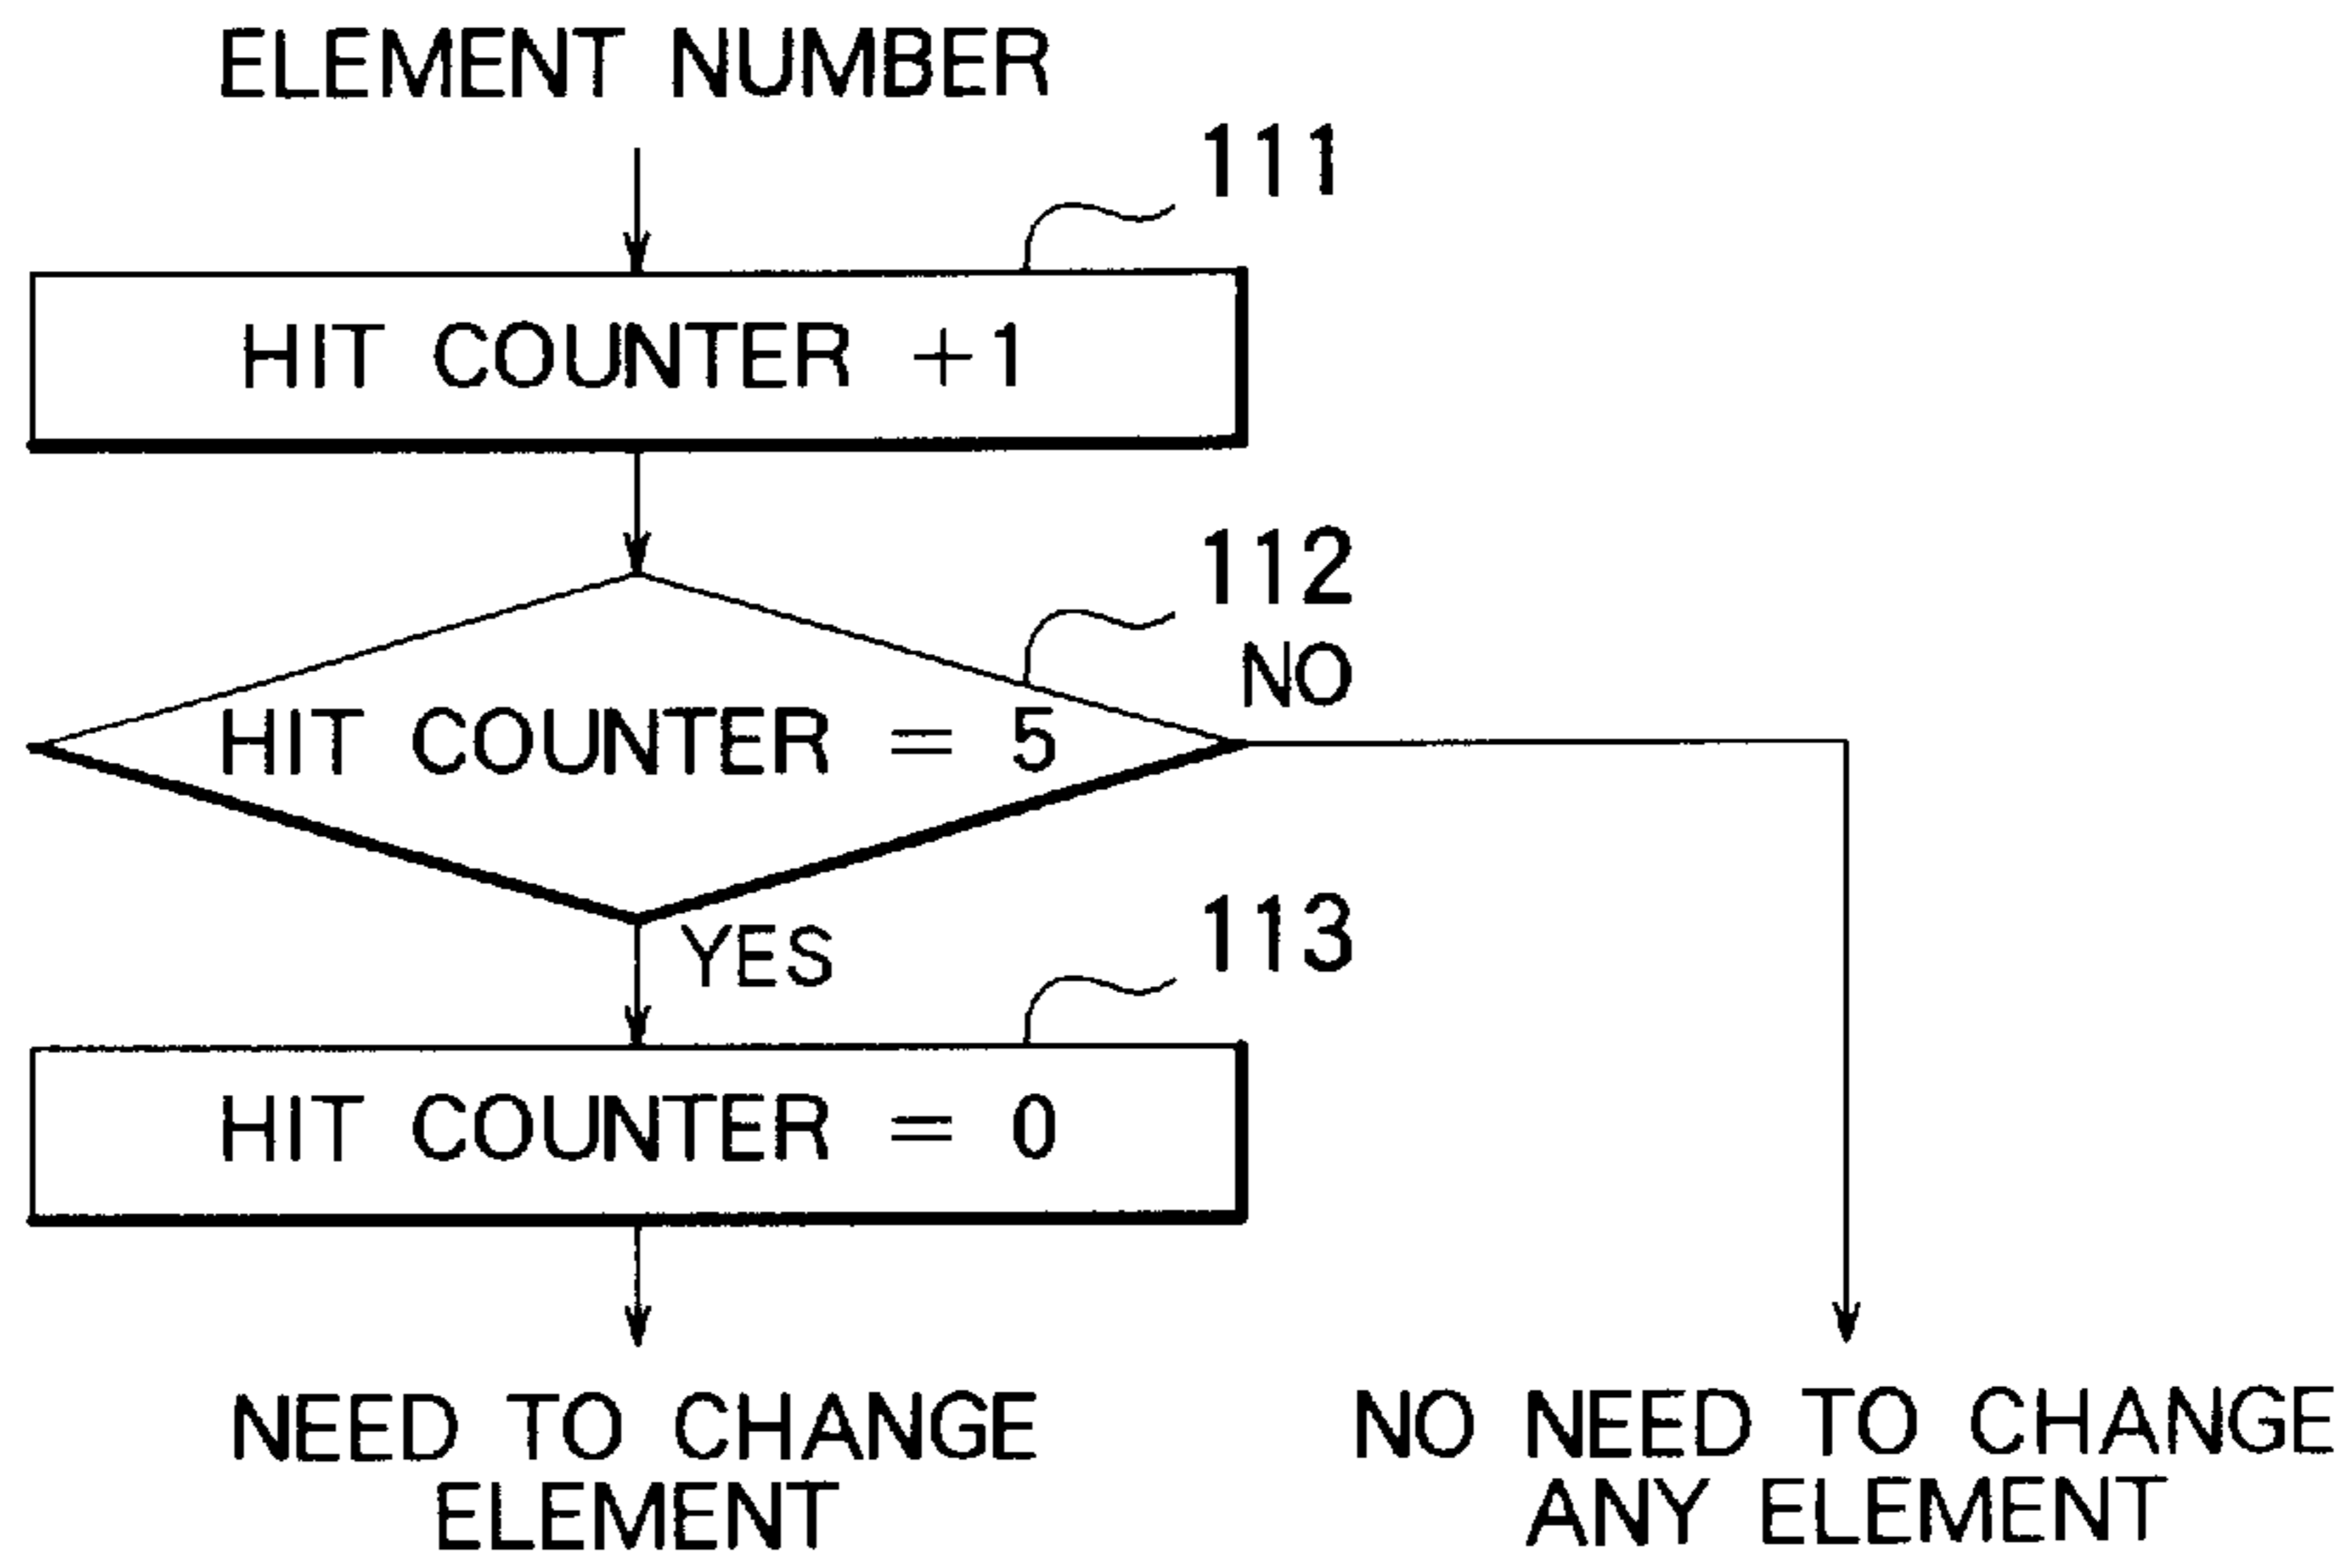 ELEMENT NUMBER
111
HIT COUNTER +1
112
NO
HIT COUNTER = 5
YES
113
HIT COUNTER = 0
NEED TO CHANGE
ELEMENT
NO NEED TO CHANGE
ANY ELEMENT